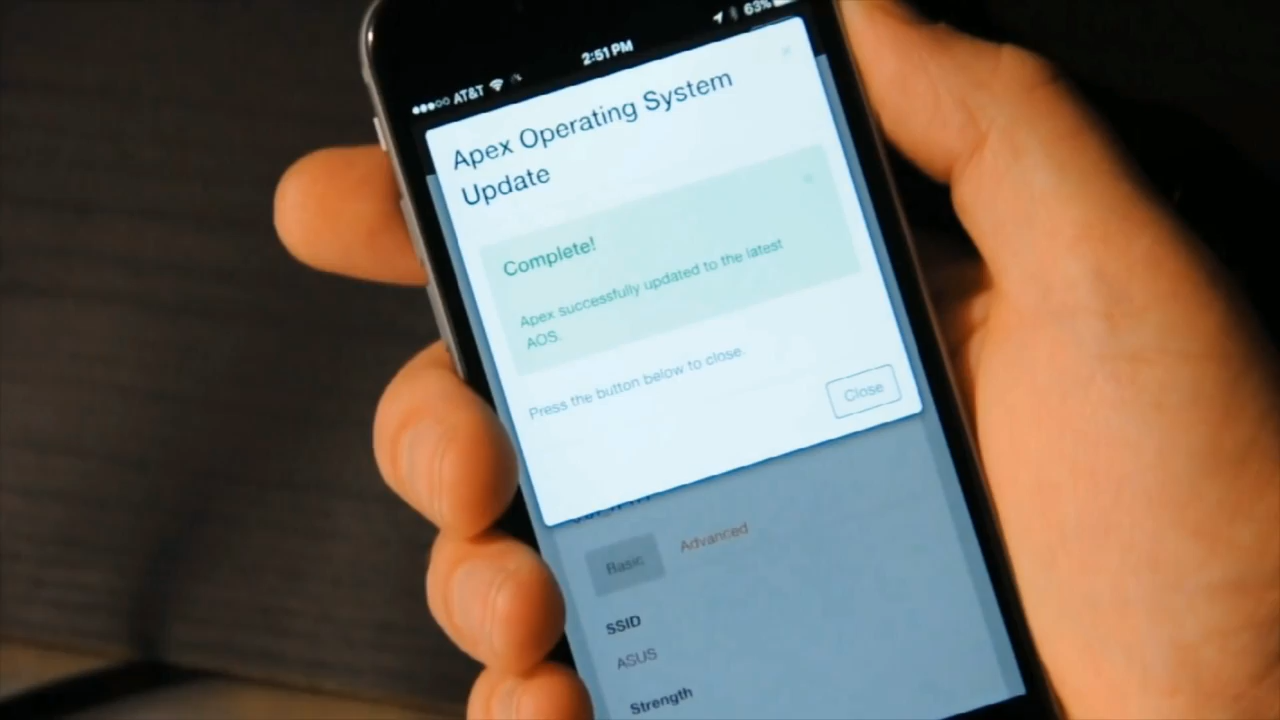 AT&T 2:51 PM 63%
Apex Operating System
Update
Complete!
Apex successfully updated to the latest
AOS.
Press the button below to close.
Close
Basic Advanced
SSID
ASUS
Strength